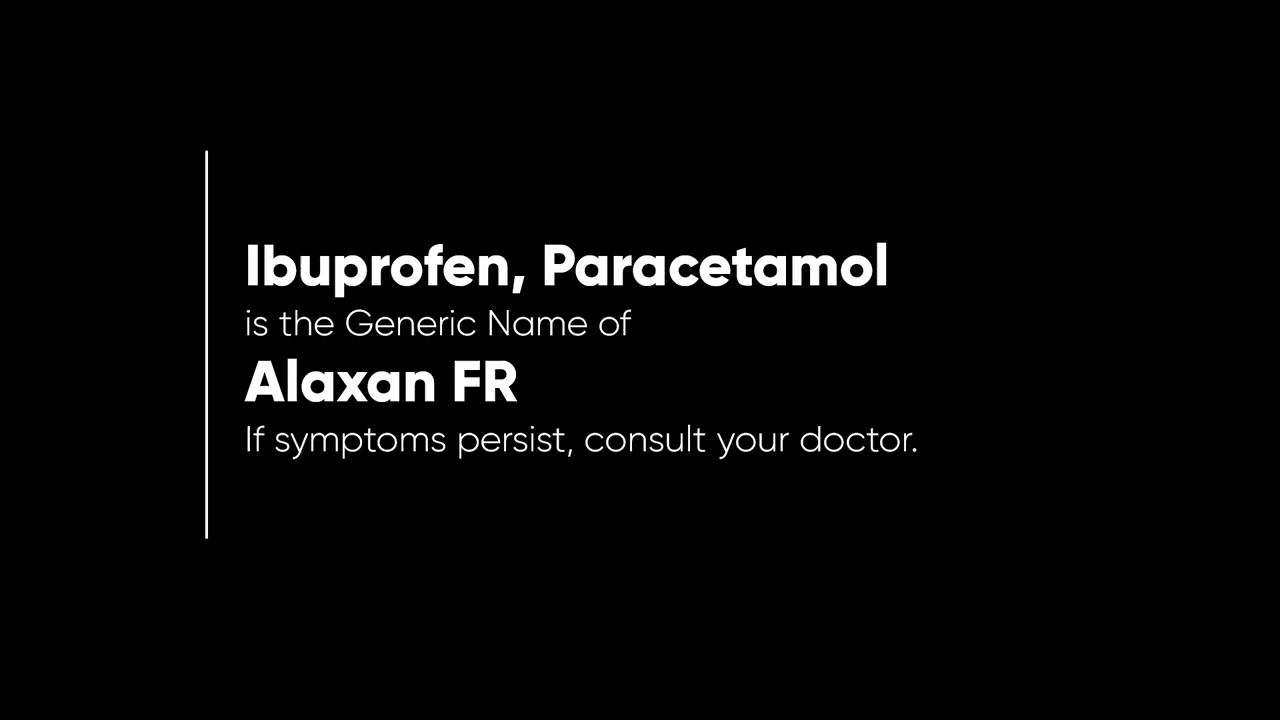 Ibuprofen, Paracetamol
is the Generic Name of
Alaxan FR
If symptoms persist, consult your doctor.